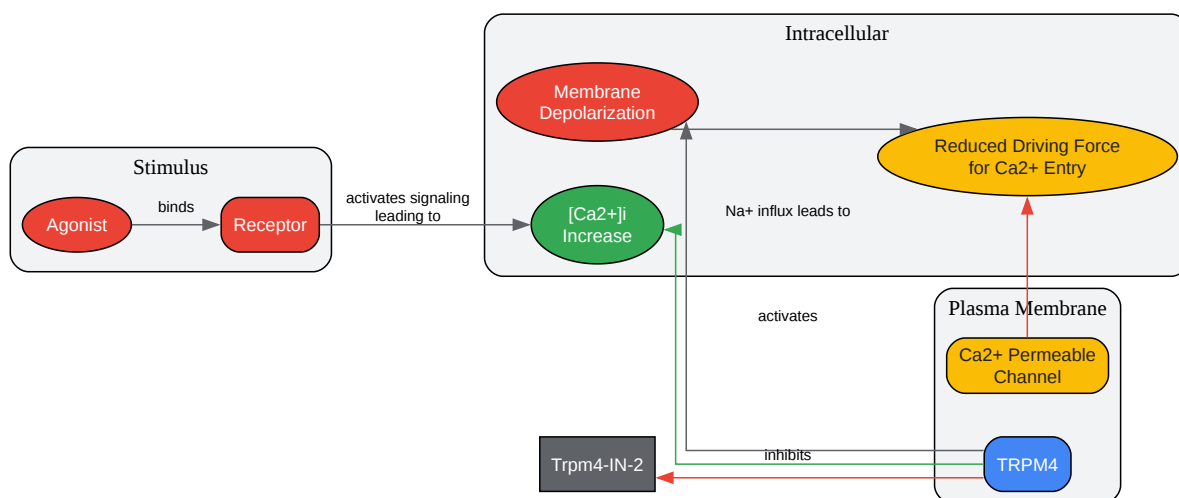 Intracellular
Membrane
Depolarization
Reduced Driving Force
for Ca2+ Entry
Stimulus
Agonist
binds
Receptor
activates signaling
leading to
[Ca2+]i
Increase
Na+ influx leads to
activates
Plasma Membrane
Ca2+ Permeable
Channel
Trpm4-IN-2
inhibits
TRPM4